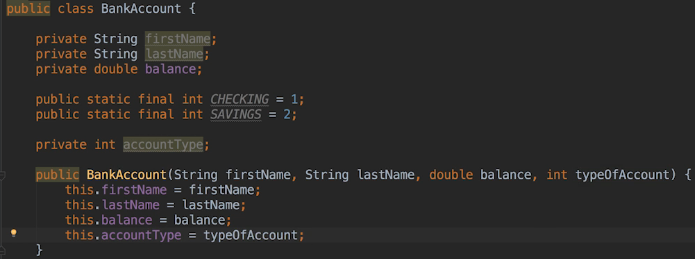 public class BankAccount {
private String firstName;
private String lastName;
private double balance;
public static final int CHECKING = 1;
public static final int SAVINGS = 2;
private int accountType;
public BankAccount(String firstName, String lastName, double balance, int typeOfAccount) {
this.firstName = firstName;
this.lastName = lastName;
this.balance = balance;
this.accountType = typeOfAccount;
}